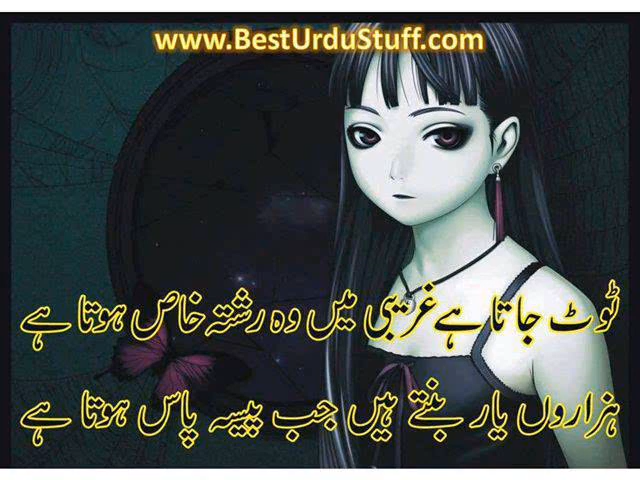 www.BestUrduStuff.com
ٹوٹ جاتا ہے غریبی میں وہ رشتہ خاص ہوتا ہے
ہزاروں یار بنتے ہیں جب پیسہ پاس ہوتا ہے